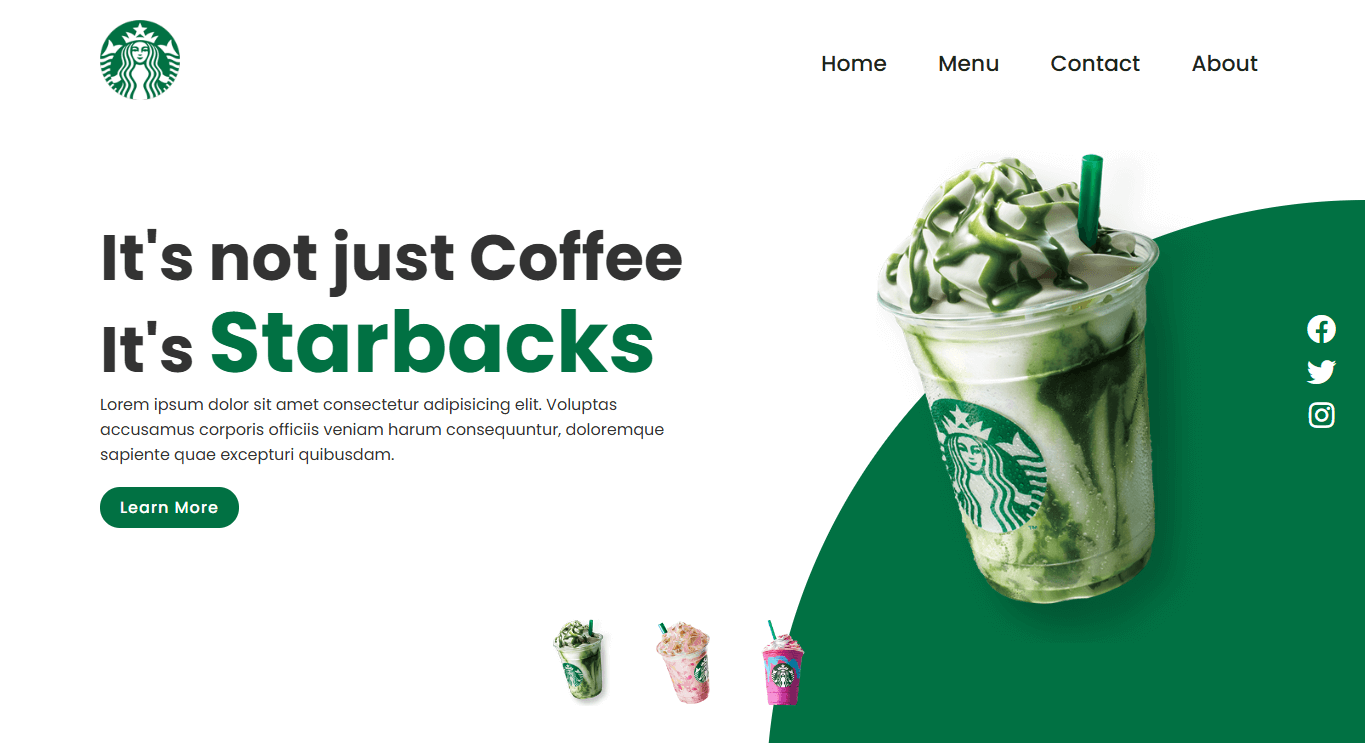 Home Menu Contact About
It's not just Coffee
It's Starbacks
Lorem ipsum dolor sit amet consectetur adipisicing elit. Voluptas
accusamus corporis officiis veniam harum consequuntur, doloremque
sapiente quae excepturi quibusdam.
Learn More